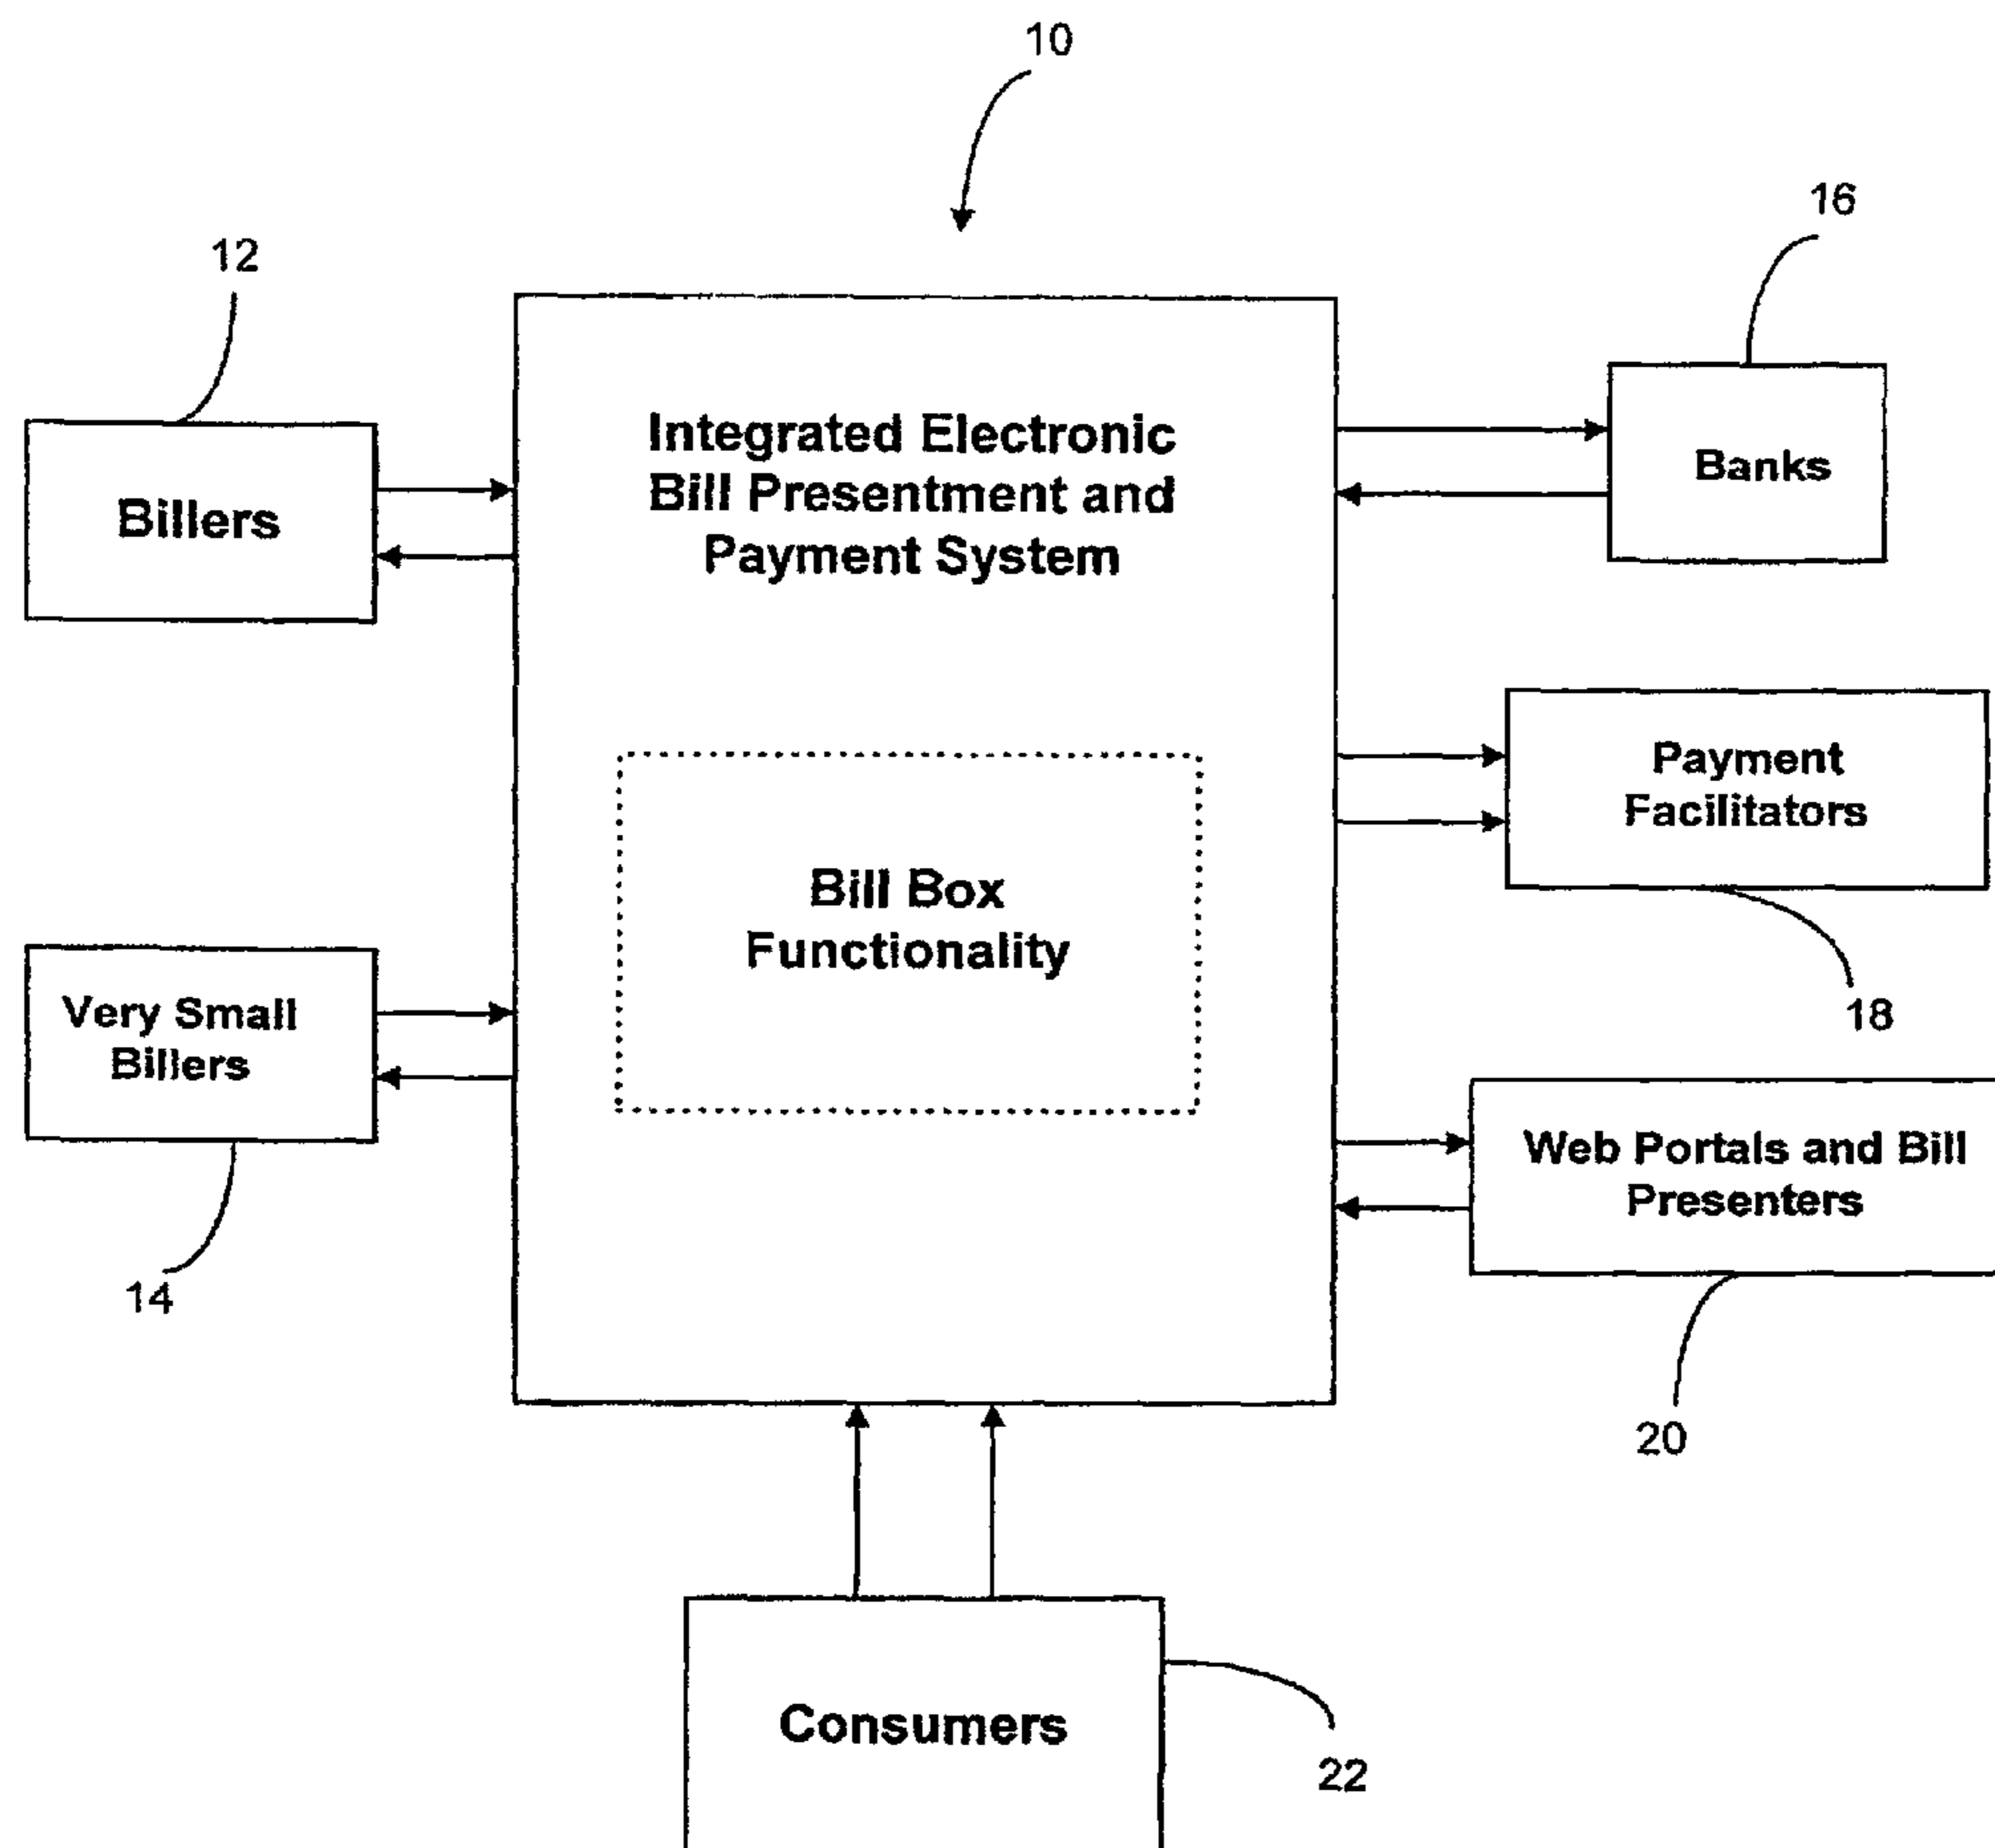 10
16
12
Integrated Electronic
Bill Presentment and
Payment System
Banks
Billers
Payment
Facilitators
Bill Box
Functionality
Very Small
Billers
18
Web Portals and Bill
Presenters
14
20
Consumers
22